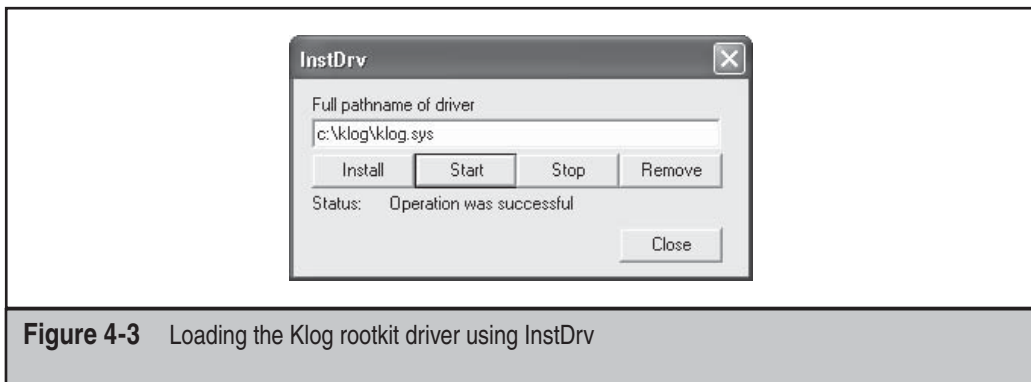 InstDrv
Full pathname of driver
c:\klog\klog.sys
Install Start Stop Remove
Status: Operation was successful
Close
Figure 4-3 Loading the Klog rootkit driver using InstDrv